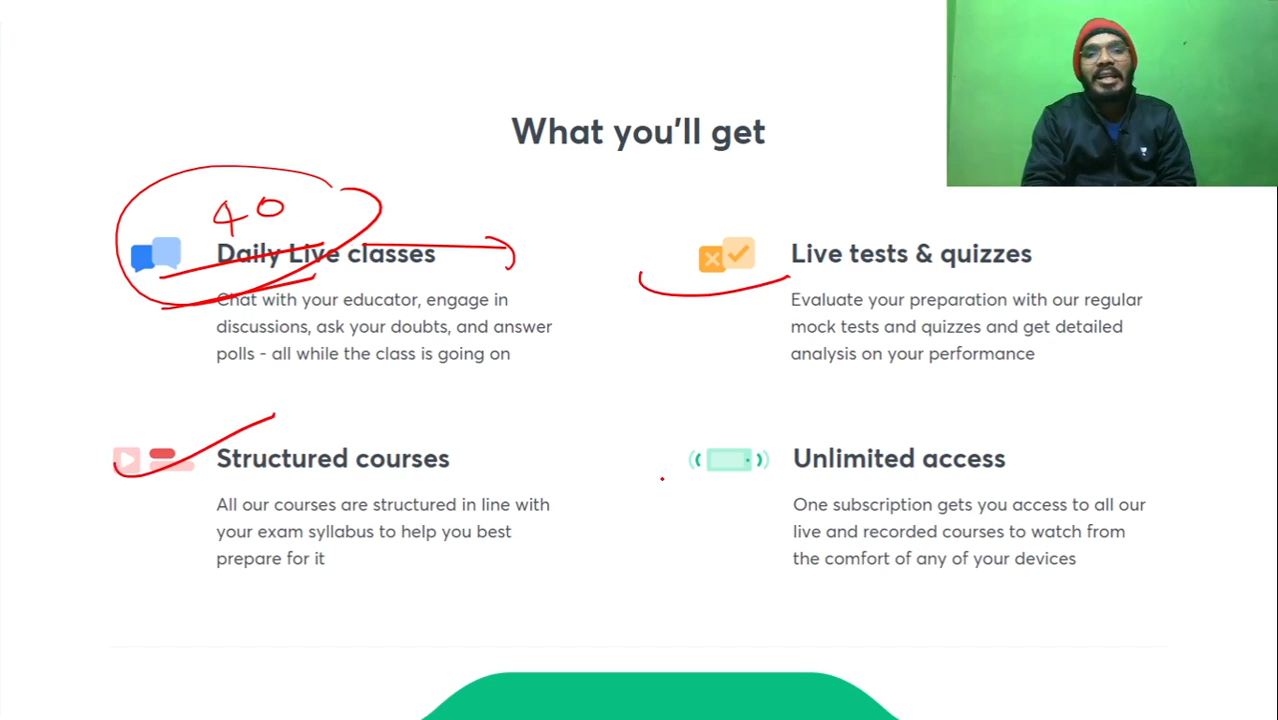 What you'll get
40
Daily Live classes
Chat with your educator, engage in
discussions, ask your doubts, and answer
polls - all while the class is going on
Live tests & quizzes
Evaluate your preparation with our regular
mock tests and quizzes and get detailed
analysis on your performance
Structured courses
All our courses are structured in line with
your exam syllabus to help you best
prepare for it
Unlimited access
One subscription gets you access to all our
live and recorded courses to watch from
the comfort of any of your devices